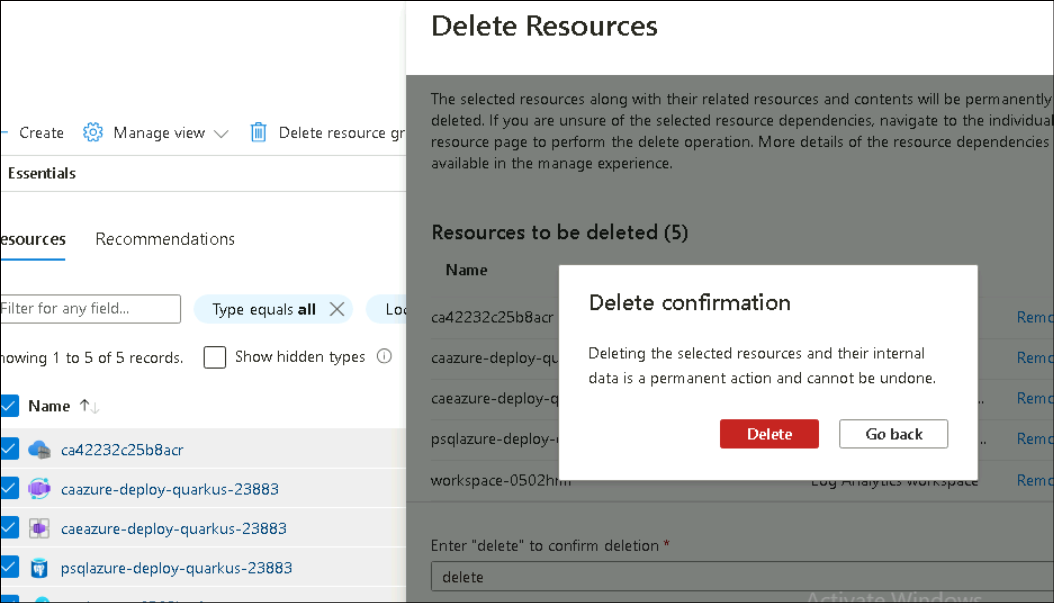 Delete Resources
The selected resources along with their related resources and contents will be permanently
deleted. If you are unsure of the selected resource dependencies, navigate to the individual
resource page to perform the delete operation. More details of the resource dependencies
available in the manage experience.
Create Manage view Delete resource gr
Essentials
esources Recommendations
Filter for any field... Type equals all Loc
howing 1 to 5 of 5 records. Show hidden types
Name ↑↓
ca42232c25b8acr
caazure-deploy-quarkus-23883
caeazure-deploy-quarkus-23883
psqlazure-deploy-quarkus-23883
Resources to be deleted (5)
Name
ca42232c25b8acr Remo
caazure-deploy-qu Remo
caeazure-deploy-q .. Remo
psqlazure-deploy- .. Remo
workspace-0502hrm Log Analytics workspace Remo
Delete confirmation
Deleting the selected resources and their internal
data is a permanent action and cannot be undone.
Delete Go back
Enter "delete" to confirm deletion *
delete
Activate Windows